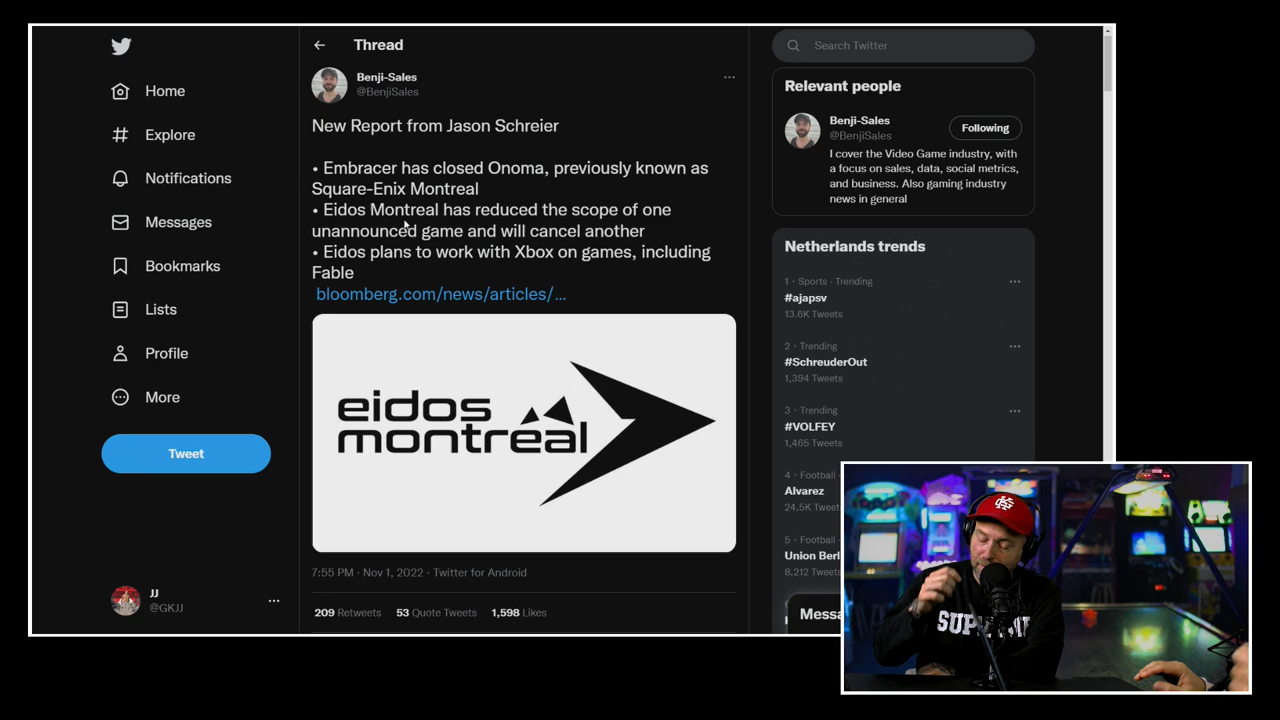 Home
Explore
Notifications
Messages
Bookmarks
Lists
Profile
More
Tweet
JJ
@GKJJ
Thread
Benji-Sales
@BenjiSales
New Report from Jason Schreier
• Embracer has closed Onoma, previously known as
Square-Enix Montreal
• Eidos Montreal has reduced the scope of one
unannounced game and will cancel another
• Eidos plans to work with Xbox on games, including
Fable
bloomberg.com/news/articles/...
eidos
montréal
7:55 PM · Nov 1, 2022 · Twitter for Android
209 Retweets 53 Quote Tweets 1,598 Likes
Search Twitter
Relevant people
Benji-Sales
@BenjiSales
Following
I cover the Video Game industry, with
a focus on sales, data, social metrics,
and business. Also gaming industry
news in general
Netherlands trends
1 · Sports · Trending
#ajapsv
13.6K Tweets
2 · Trending
#SchreuderOut
1,394 Tweets
3 · Trending
#VOLFEY
1,465 Tweets
4 · Football
Alvarez
24.5K Tweet
5 · Football
Union Berl
8,212 Tweets
Messa